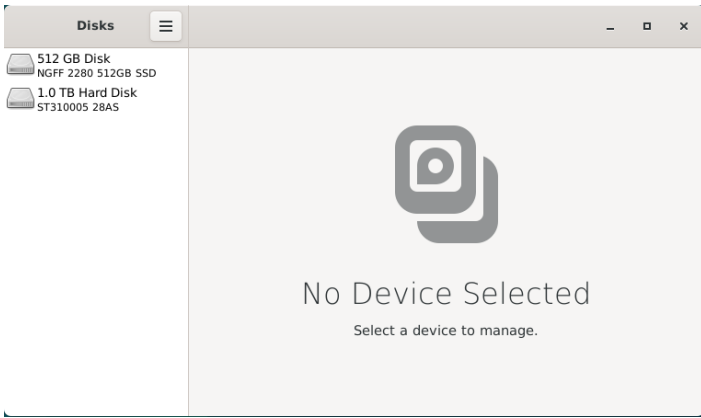 Disks
512 GB Disk
NGFF 2280 512GB SSD
1.0 TB Hard Disk
ST310005 28AS
No Device Selected
Select a device to manage.